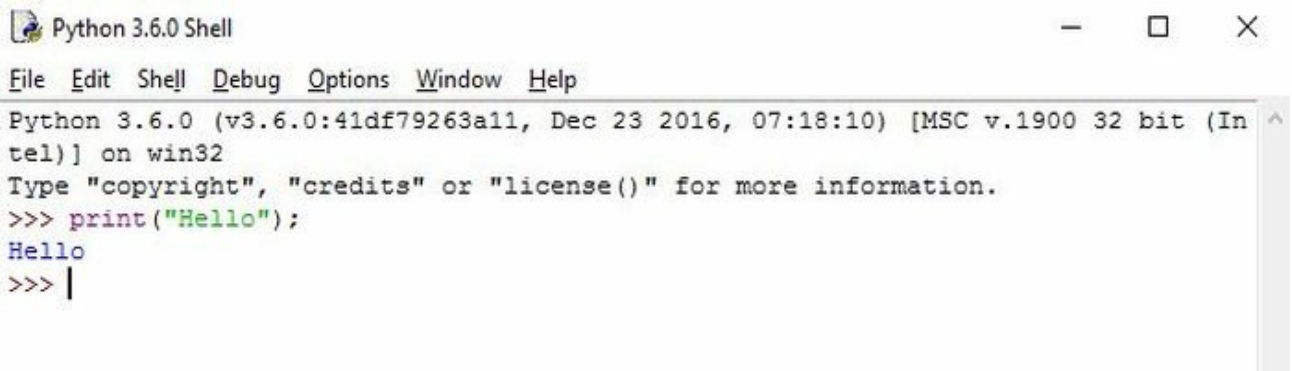 Python 3.6.0 Shell
File Edit Shell Debug Options Window Help
Python 3.6.0 (v3.6.0:41df79263a11, Dec 23 2016, 07:18:10) [MSC v.1900 32 bit (In
tel)] on win32
Type "copyright", "credits" or "license()" for more information.
>>> print("Hello");
Hello
>>>